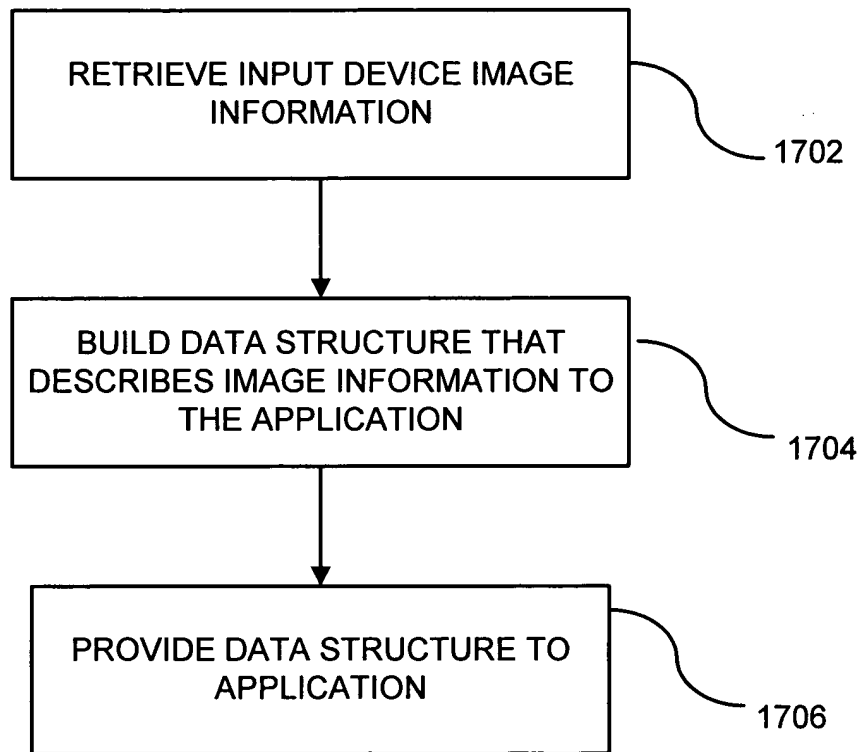 RETRIEVE INPUT DEVICE IMAGE
INFORMATION
1702
BUILD DATA STRUCTURE THAT
DESCRIBES IMAGE INFORMATION TO
THE APPLICATION
1704
PROVIDE DATA STRUCTURE TO
APPLICATION
1706